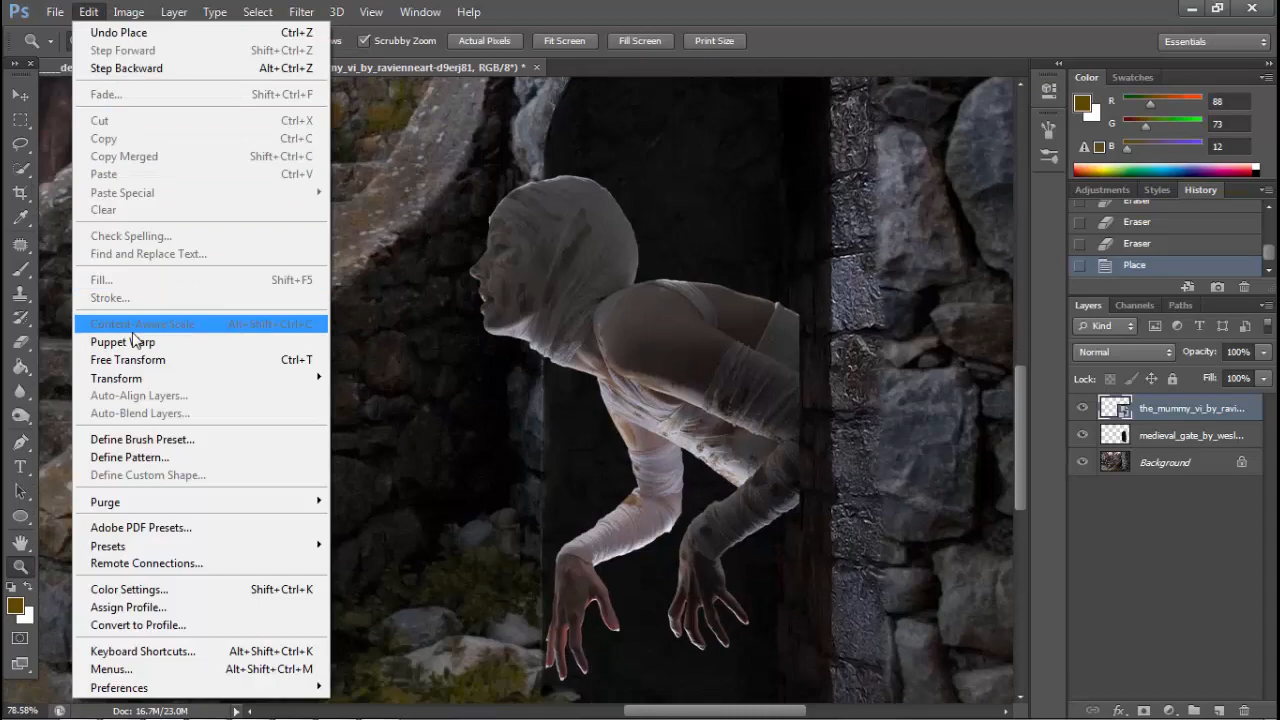 Ps File Edit Image Layer Type Select Filter 3D View Window Help
ws Scrubby Zoom Actual Pixels Fit Screen Fill Screen Print Size Essentials
my_vi_by_ravienneart-d9erj81, RGB/8*) *
Undo Place Ctrl+Z
Step Forward Shift+Ctrl+Z
Step Backward Alt+Ctrl+Z
Fade... Shift+Ctrl+F
Cut Ctrl+X
Copy Ctrl+C
Copy Merged Shift+Ctrl+C
Paste Ctrl+V
Paste Special
Clear
Check Spelling...
Find and Replace Text...
Fill... Shift+F5
Stroke...
Content-Aware Scale Alt+Shift+Ctrl+C
Puppet Warp
Free Transform Ctrl+T
Transform
Auto-Align Layers...
Auto-Blend Layers...
Define Brush Preset...
Define Pattern...
Define Custom Shape...
Purge
Adobe PDF Presets...
Presets
Remote Connections...
Color Settings... Shift+Ctrl+K
Assign Profile...
Convert to Profile...
Keyboard Shortcuts... Alt+Shift+Ctrl+K
Menus... Alt+Shift+Ctrl+M
Preferences
Color Swatches
R 88
G 73
B 12
Adjustments Styles History
Eraser
Eraser
Eraser
Place
Layers Channels Paths
Kind
Normal Opacity: 100%
Lock: Fill: 100%
the_mummy_vi_by_ravi...
medieval_gate_by_wesl...
Background
78.58% Doc: 16.7M/23.0M